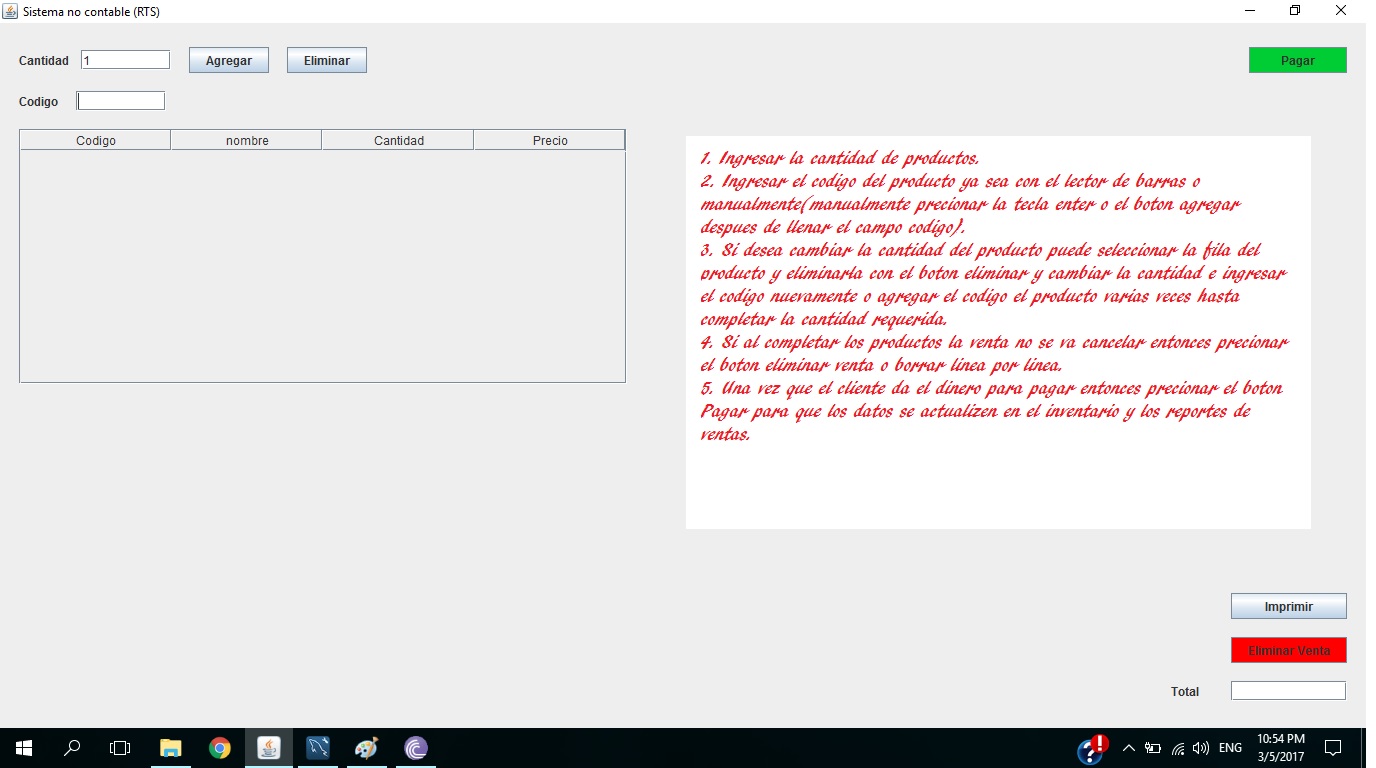 Sistema no contable (RTS)
Cantidad 1 Agregar Eliminar Pagar
Codigo
Codigo nombre Cantidad Precio
1. Ingresar la cantidad de productos.
2. Ingresar el codigo del producto ya sea con el lector de barras o
manualmente(manualmente precionar la tecla enter o el boton agregar
despues de llenar el campo codigo).
3. Si desea cambiar la cantidad del producto puede seleccionar la fila del
producto y eliminarla con el boton eliminar y cambiar la cantidad e ingresar
el codigo nuevamente o agregar el codigo el producto varias veces hasta
completar la cantidad requerida.
4. Si al completar los productos la venta no se va cancelar entonces precionar
el boton eliminar venta o borrar linea por linea.
5. Una vez que el cliente da el dinero para pagar entonces precionar el boton
Pagar para que los datos se actualizen en el inventario y los reportes de
ventas.
Imprimir
Eliminar Venta
Total
ENG
10:54 PM
3/5/2017